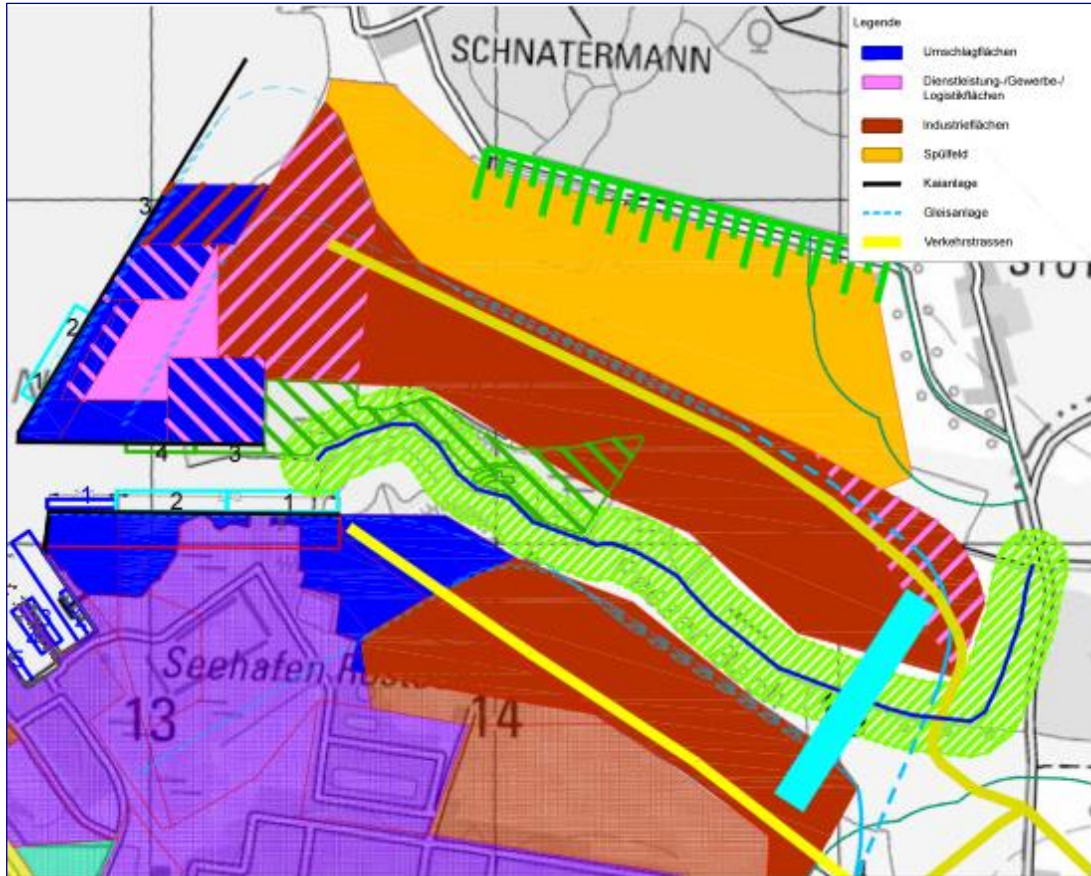 SCHNATERMANN
Legende
Umschlagflächen
Dienstleistung-/Gewerbe-/
Logistikflächen
Industrieflächen
Spülfeld
Kaianlage
Gleisanlage
Verkehrstrassen
3
2
1
4
3
1
2
1
Seehafen
13
14